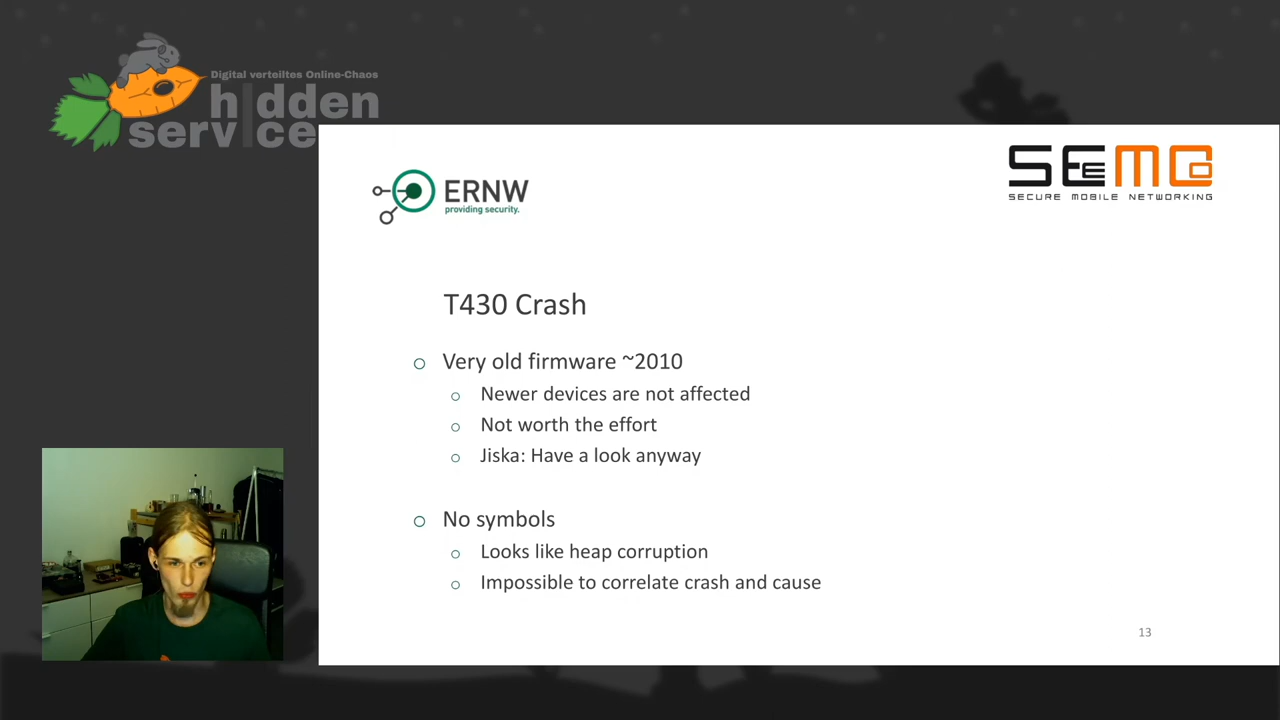 Digital verteiltes Online-Chaos
hidden
service
ERNW
providing security.
SEEMOO
SECURE MOBILE NETWORKING
T430 Crash
Very old firmware ~2010
Newer devices are not affected
Not worth the effort
Jiska: Have a look anyway
No symbols
Looks like heap corruption
Impossible to correlate crash and cause
13